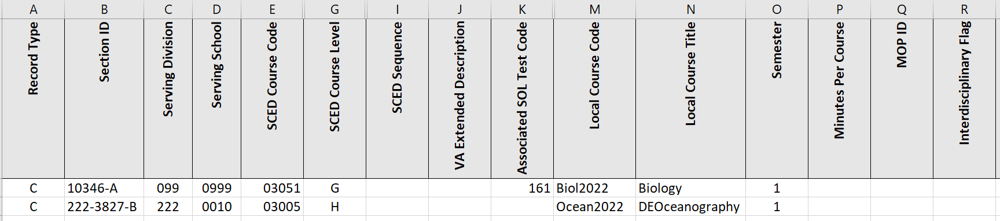 A B C D E G I J K M N O P Q R
Record Type Section ID Serving Division Serving School SCED Course Code SCED Course Level SCED Sequence VA Extended Description Associated SOL Test Code Local Course Code Local Course Title Semester Minutes Per Course MOP ID Interdisciplinary Flag
C 10346-A 099 0999 03051 G 161 Biol2022 Biology 1
C 222-3827-B 222 0010 03005 H Ocean2022 DEOceanography 1